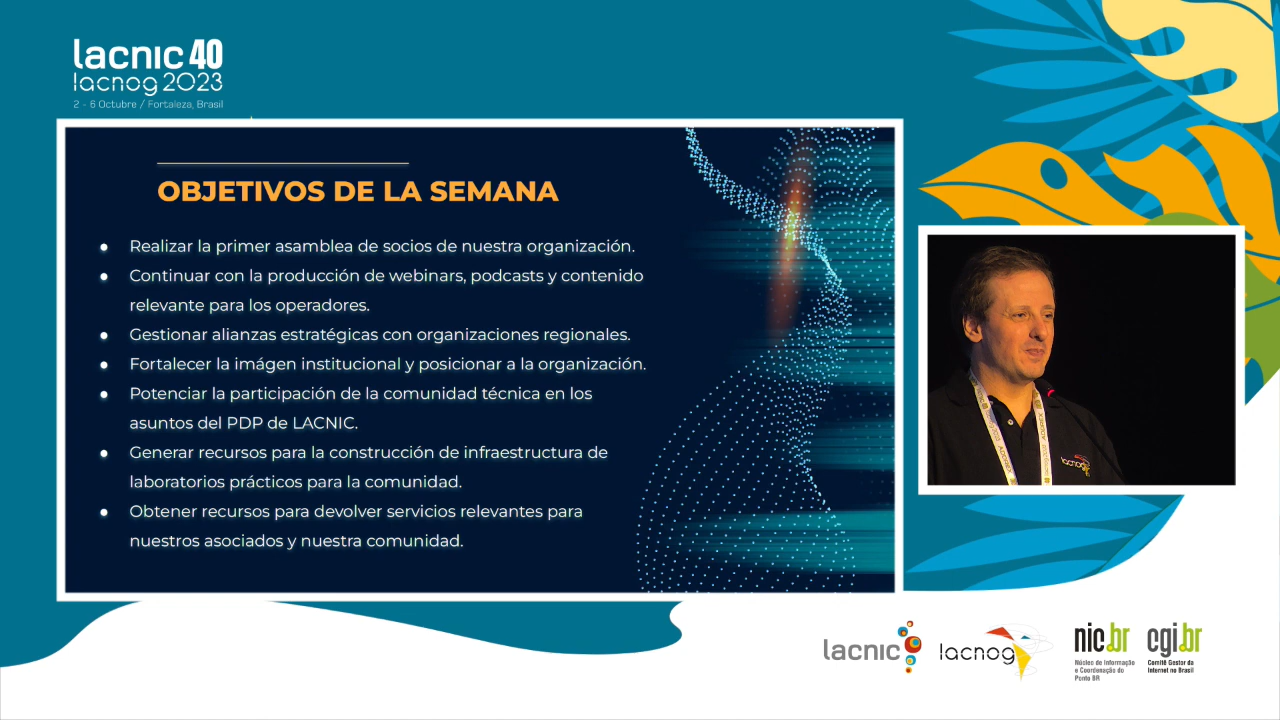 lacnic 40
lacnog 2023
2 - 6 Octubre / Fortaleza, Brasil
OBJETIVOS DE LA SEMANA
• Realizar la primer asamblea de socios de nuestra organización.
• Continuar con la producción de webinars, podcasts y contenido
relevante para los operadores.
• Gestionar alianzas estratégicas con organizaciones regionales.
• Fortalecer la imágen institucional y posicionar a la organización.
• Potenciar la participación de la comunidad técnica en los
asuntos del PDP de LACNIC.
• Generar recursos para la construcción de infraestructura de
laboratorios prácticos para la comunidad.
• Obtener recursos para devolver servicios relevantes para
nuestros asociados y nuestra comunidad.
lacnog
lacnic
lacnog
nic.br
Núcleo de Informação
e Coordenação do
Ponto BR
cgi.br
Comitê Gestor da
Internet no Brasil